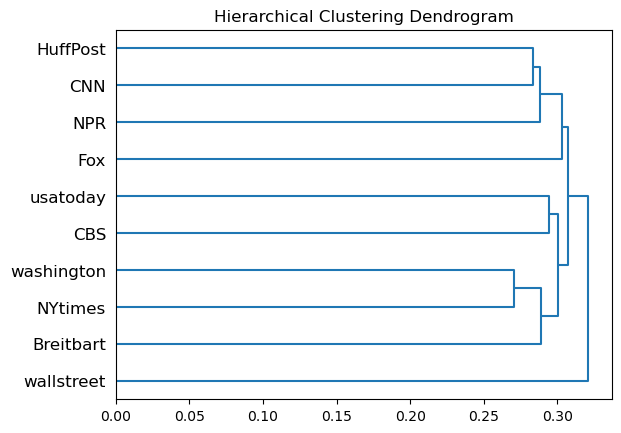 Hierarchical Clustering Dendrogram
HuffPost
CNN
NPR
Fox
usatoday
CBS
washington
NYtimes
Breitbart
wallstreet
0.00 0.05 0.10 0.15 0.20 0.25 0.30